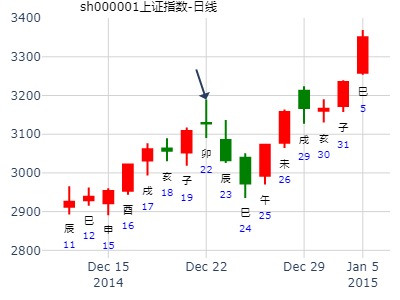 sh000001上证指数-日线
3400
3300
3200
3100
3000
2900
2800
辰
11
巳
12
申
15
酉
16
戌
17
亥
18
子
19
卯
22
辰
23
巳
24
午
25
未
26
戌
29
亥
30
子
31
巳
5
Dec 15
2014
Dec 22
Dec 29
Jan 5
2015